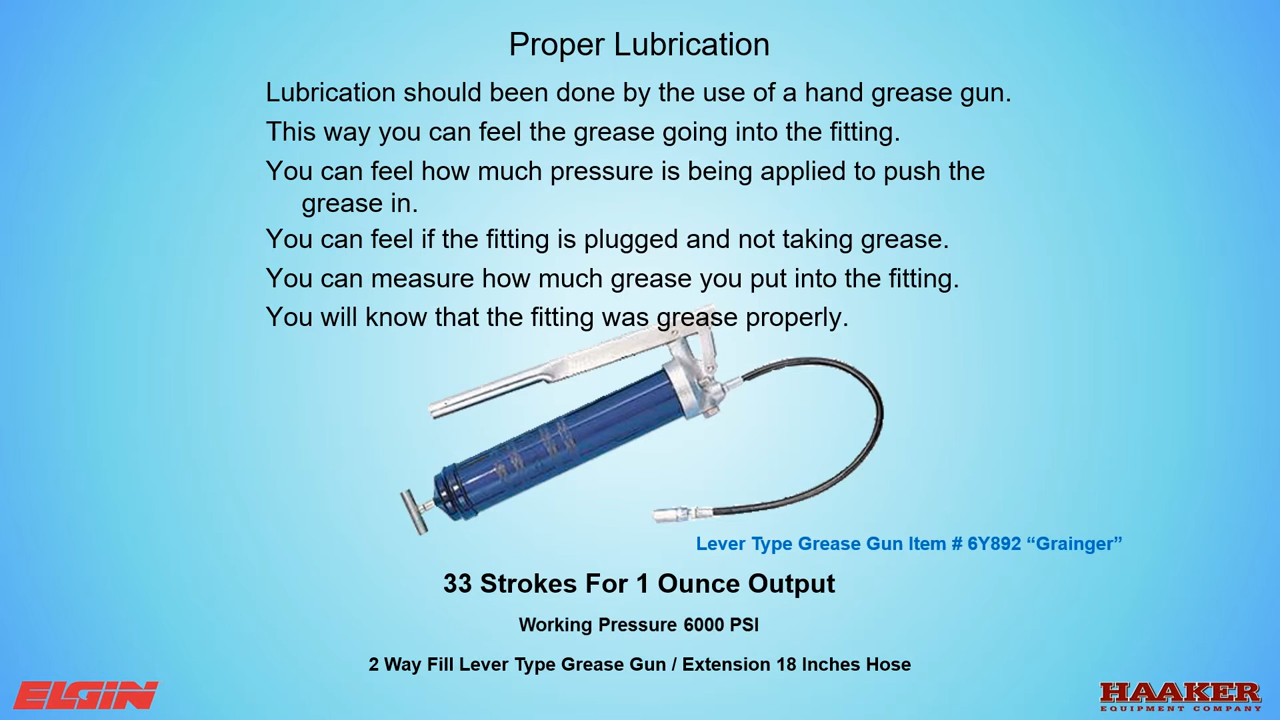 Proper Lubrication
Lubrication should been done by the use of a hand grease gun.
This way you can feel the grease going into the fitting.
You can feel how much pressure is being applied to push the
grease in.
You can feel if the fitting is plugged and not taking grease.
You can measure how much grease you put into the fitting.
You will know that the fitting was grease properly.
Lever Type Grease Gun Item # 6Y892 “Grainger”
33 Strokes For 1 Ounce Output
Working Pressure 6000 PSI
2 Way Fill Lever Type Grease Gun / Extension 18 Inches Hose
ELGIN
HAAKER
EQUIPMENT COMPANY